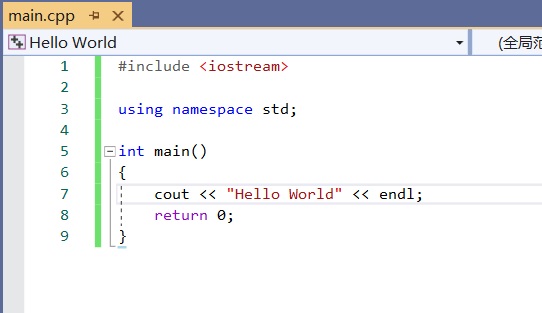 main.cpp
Hello World
(全局范
1 #include <iostream>
2
3 using namespace std;
4
5 int main()
6 {
7 cout << "Hello World" << endl;
8 return 0;
9 }